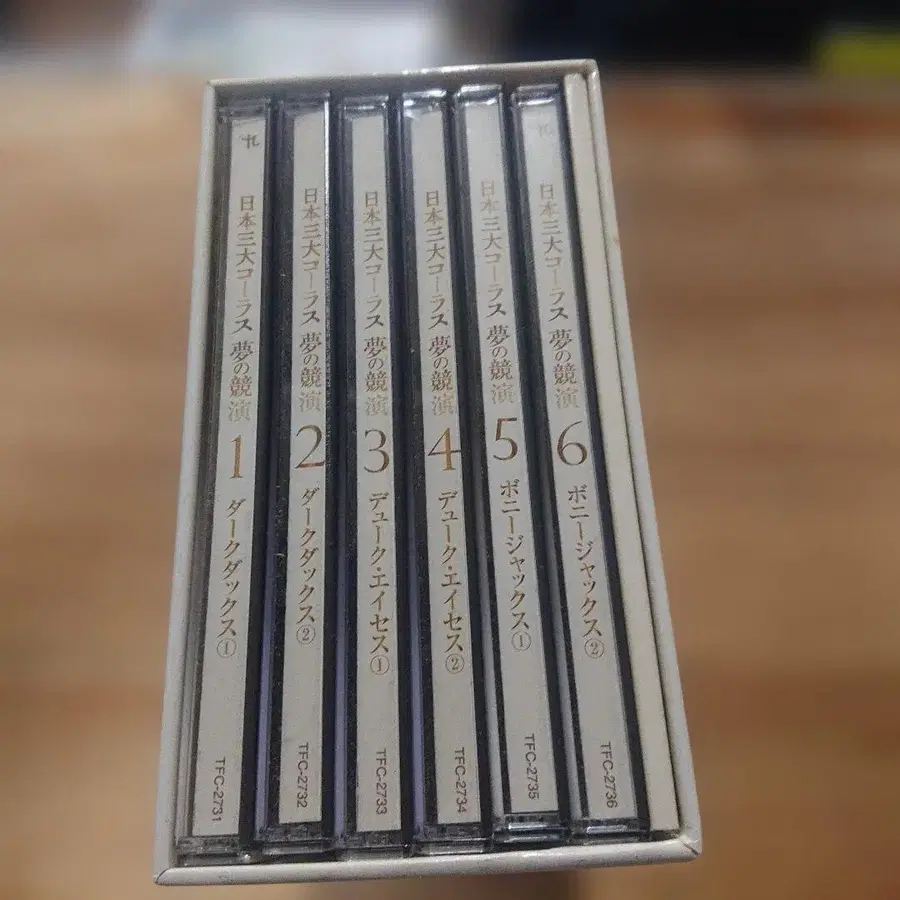 日本三大コーラス 夢の競演 1 ダークダックス① TFC-2731
日本三大コーラス 夢の競演 2 ダークダックス② TFC-2732
日本三大コーラス 夢の競演 3 デューク・エイセス① TFC-2733
日本三大コーラス 夢の競演 4 デューク・エイセス② TFC-2734
日本三大コーラス 夢の競演 5 ボニージャックス① TFC-2735
日本三大コーラス 夢の競演 6 ボニージャックス② TFC-2736